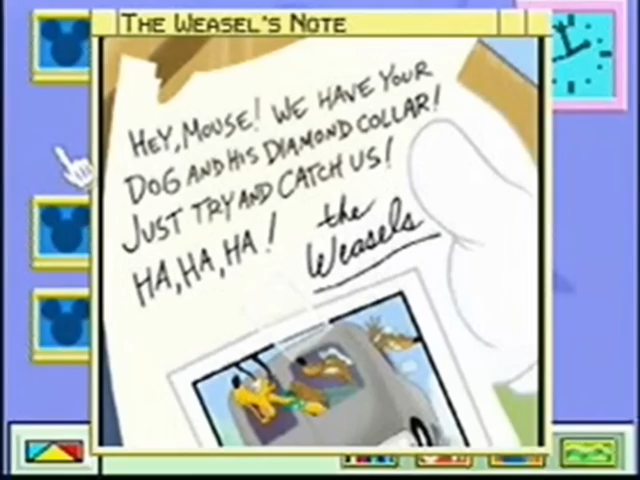 THE WEASEL'S NOTE
HEY, MOUSE! WE HAVE YOUR
DOG AND HIS DIAMOND COLLAR!
JUST TRY AND CATCH US!
HA, HA, HA!
the
Weasels